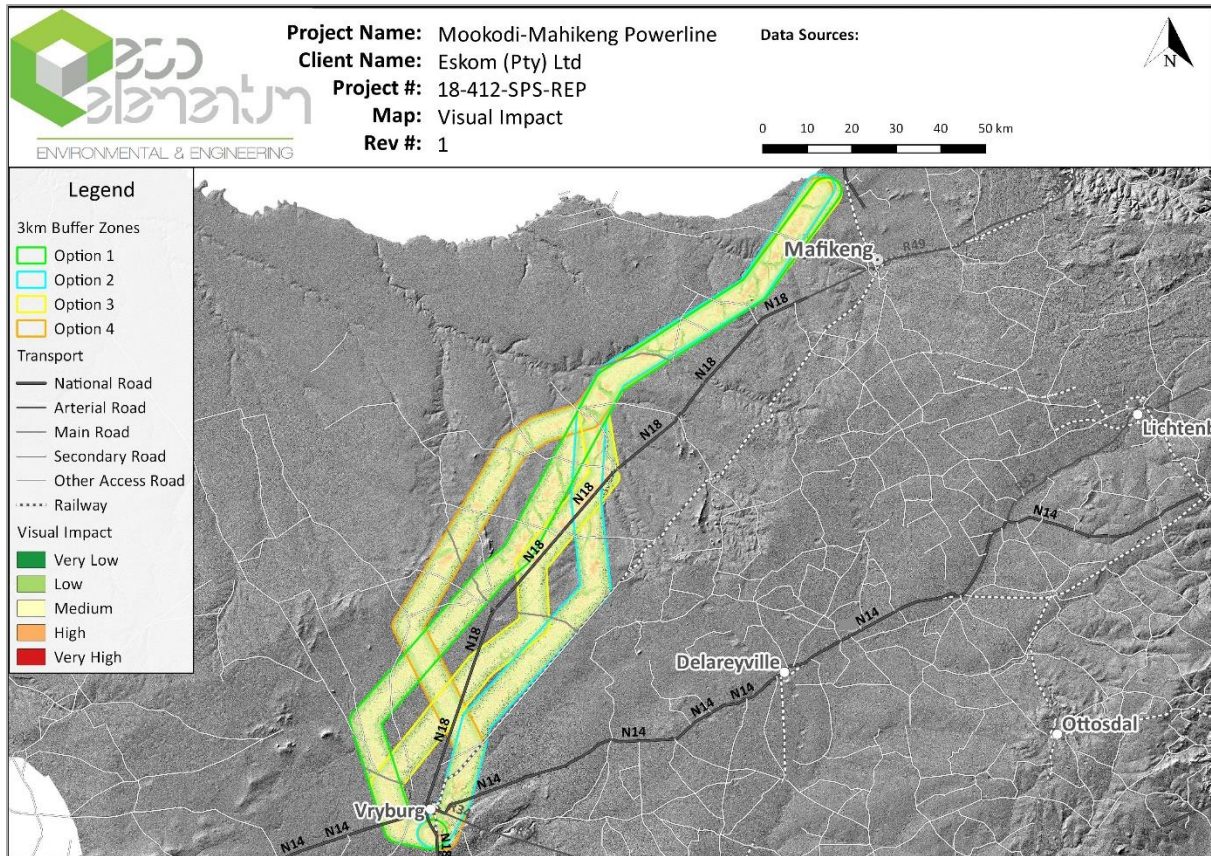 eco
elementum
ENVIRONMENTAL & ENGINEERING
Project Name: Mookodi-Mahikeng Powerline
Client Name: Eskom (Pty) Ltd
Project #: 18-412-SPS-REP
Map: Visual Impact
Rev #: 1
Data Sources:
N
0 10 20 30 40 50 km
Legend
3km Buffer Zones
Option 1
Option 2
Option 3
Option 4
Transport
National Road
Arterial Road
Main Road
Secondary Road
Other Access Road
Railway
Visual Impact
Very Low
Low
Medium
High
Very High
Mafikeng
R49
N18
N18
N18
N18
N18
N18
N18
Lichtenb
N14
N14
Delareyville
N14
N14
N14
N14
Ottosdal
Vryburg
R34
N14
N14
N18